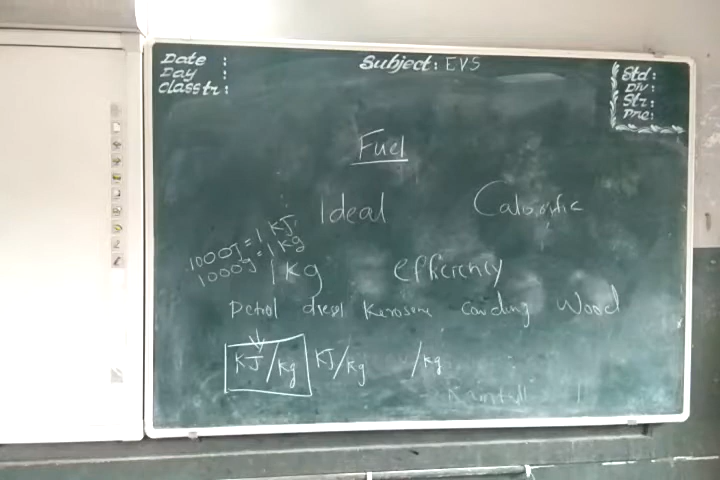 Date :
Day :
Classtr:
Subject: EVS
Std:
Div:
Str:
Pre:
Fuel
Ideal Calorific
1000J = 1 KJ
1000g = 1 kg
1 kg efficiency
Petrol diesel Kerosene Wood
KJ/kg KJ/kg /kg
Rainfall